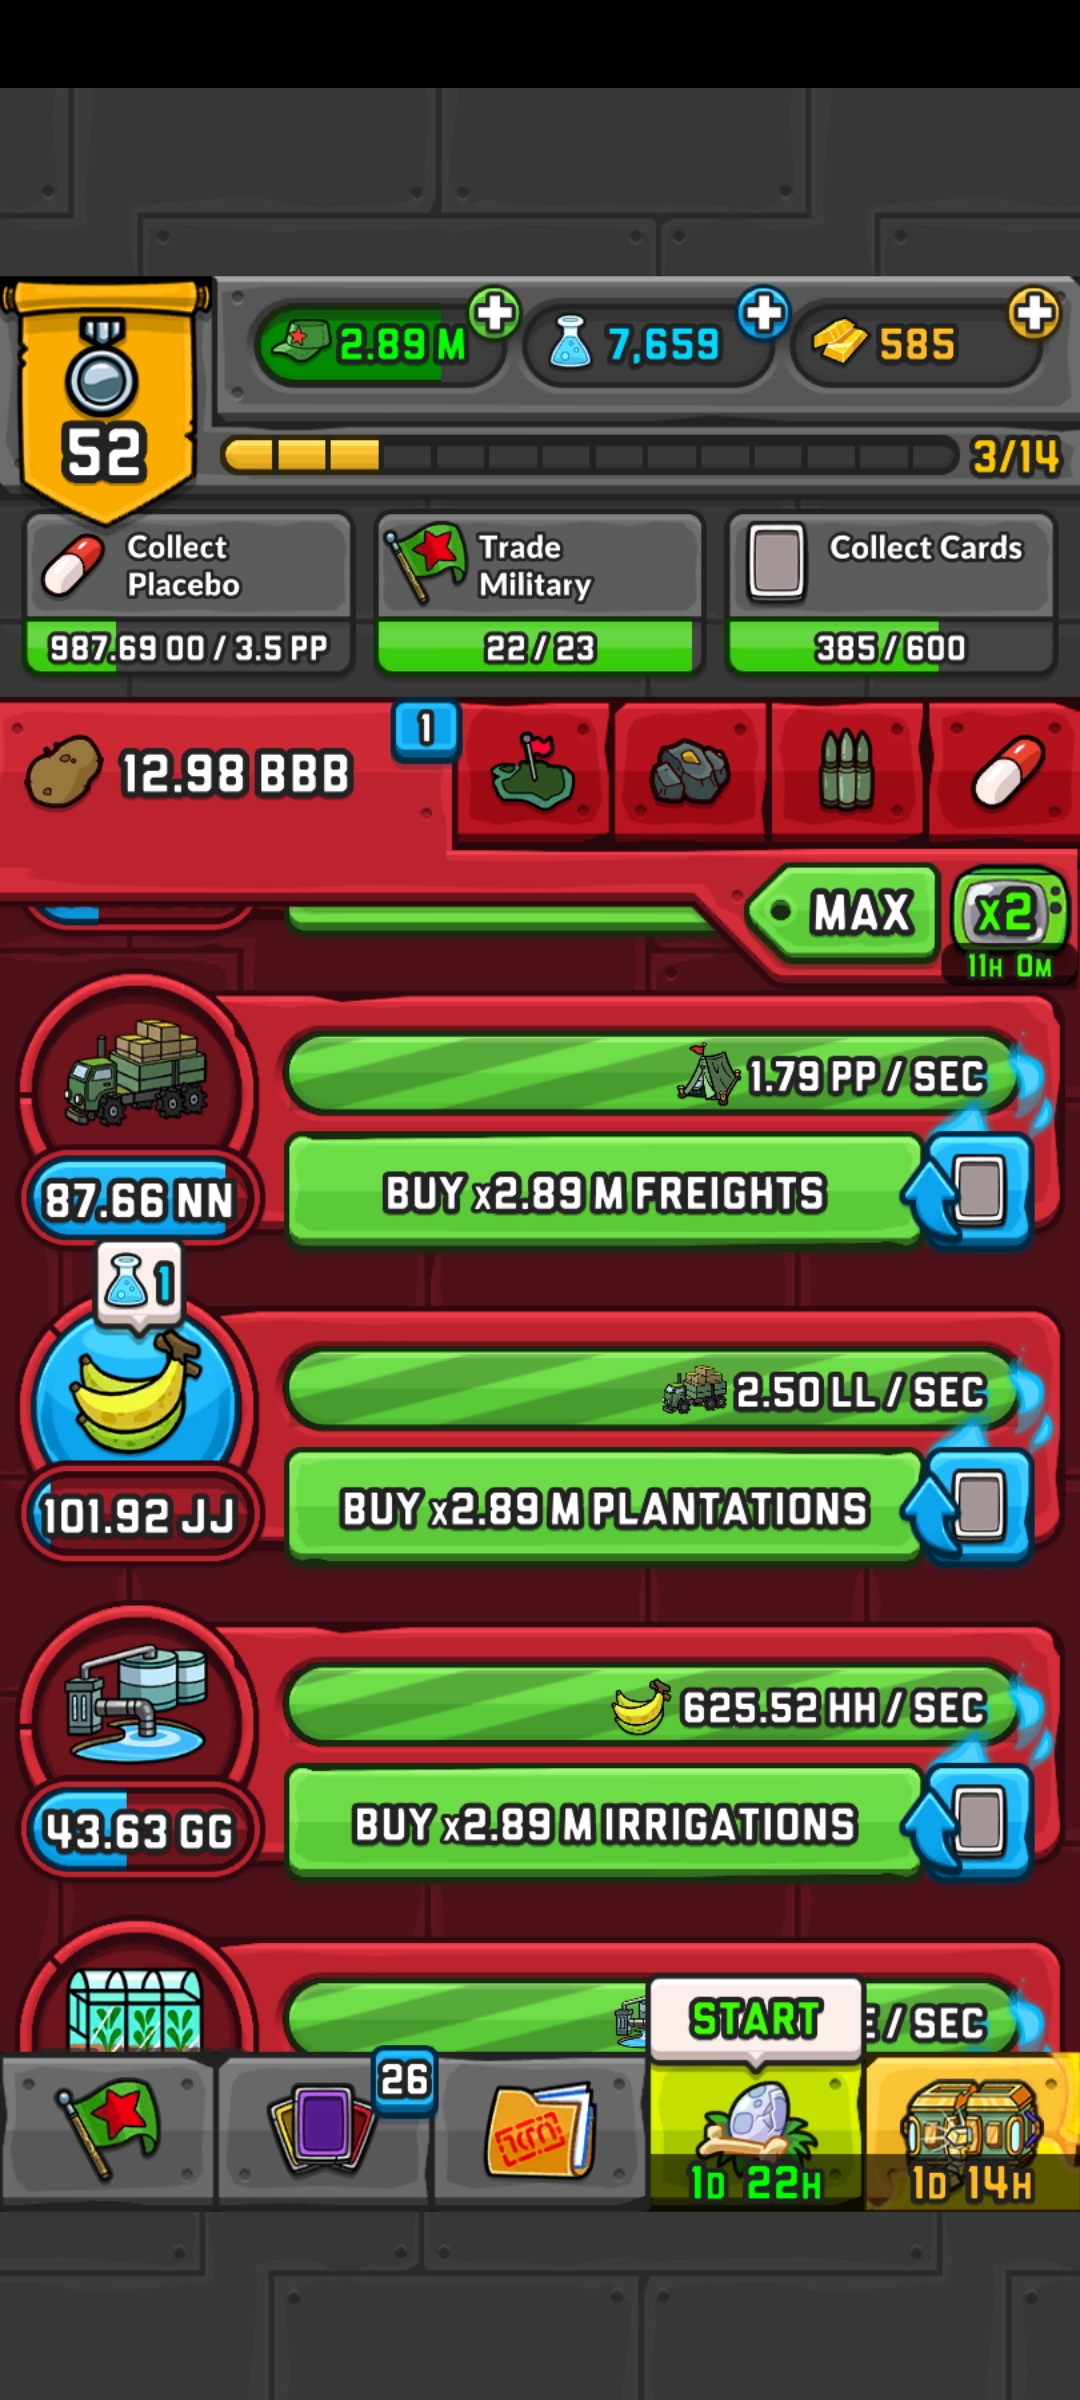 2.89 M
7,659
585
52
3/14
Collect
Placebo
Trade
Military
Collect Cards
987.69 OO / 3.5 PP
22 / 23
385 / 600
12.98 BBB
1
MAX
x2
11H 0M
1.79 PP / SEC
87.66 NN
BUY x2.89 M FREIGHTS
1
2.50 LL / SEC
101.92 JJ
BUY x2.89 M PLANTATIONS
625.52 HH / SEC
43.63 GG
BUY x2.89 M IRRIGATIONS
START
/ SEC
26
1D 22H
1D 14H